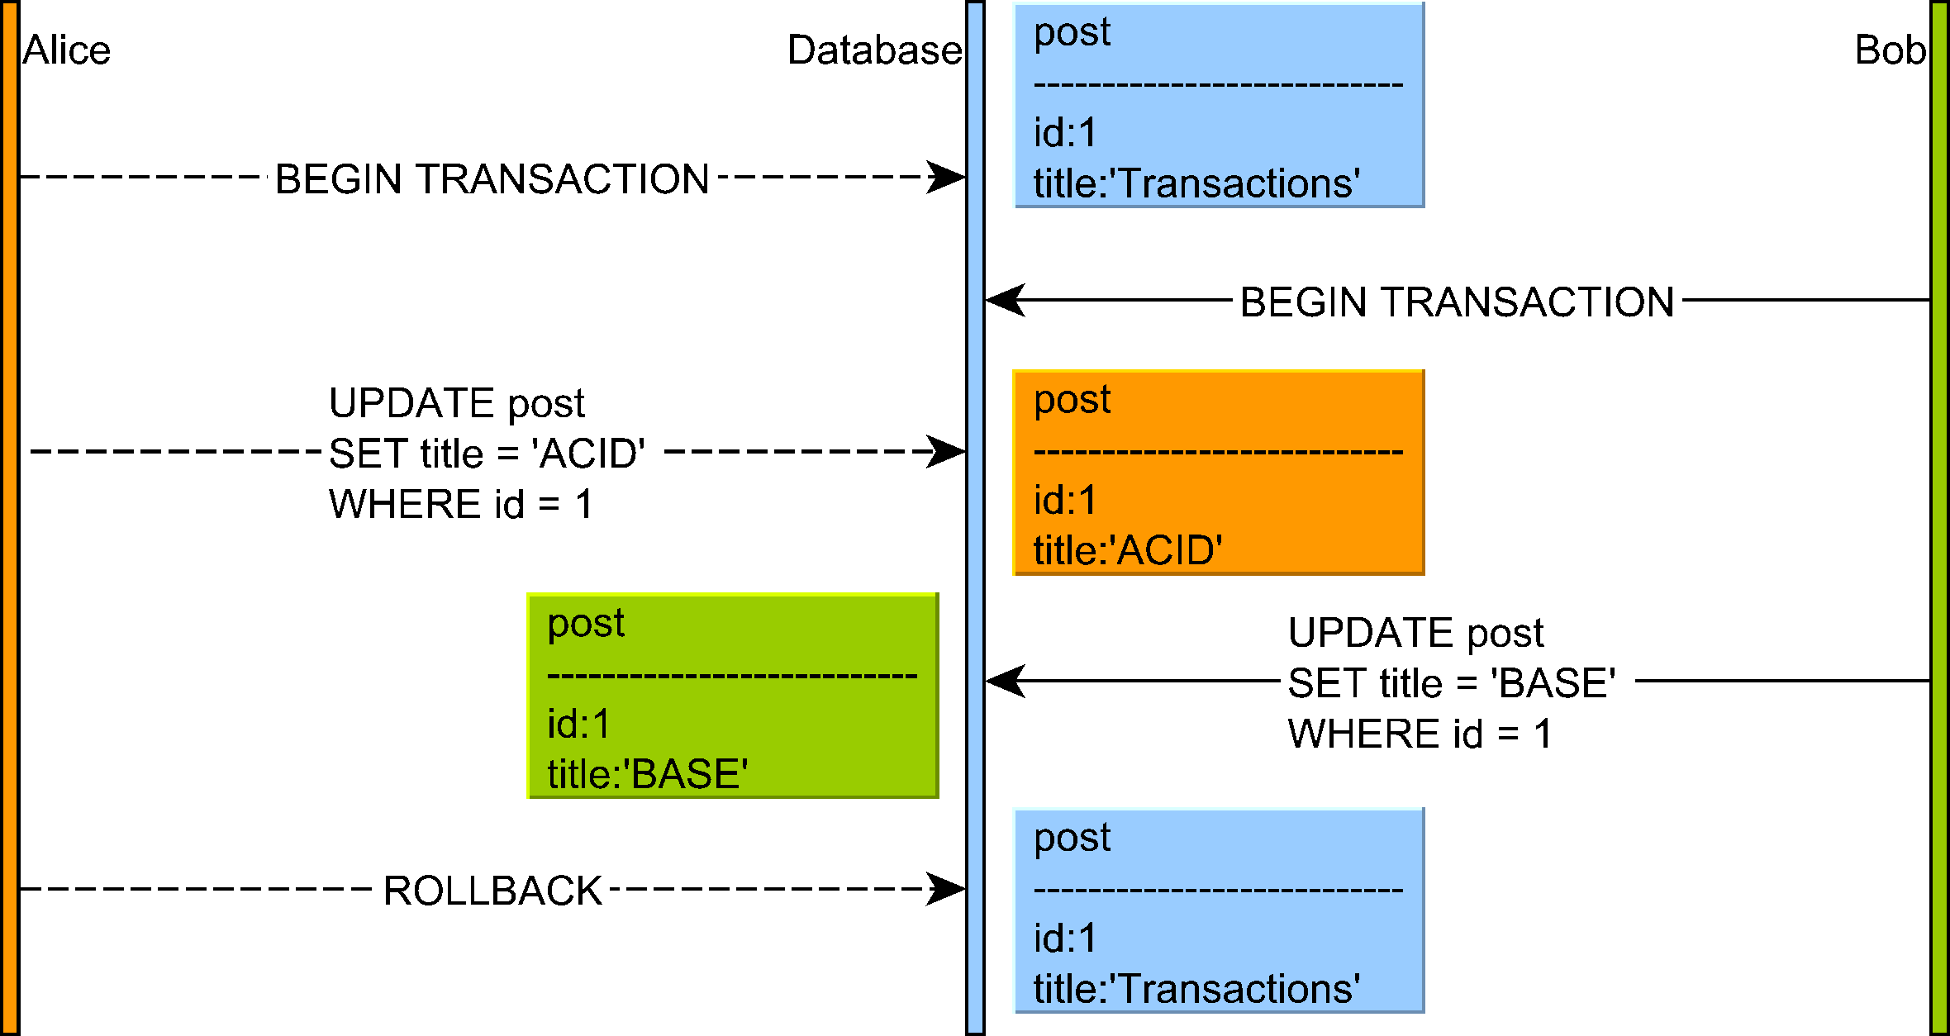 Alice
Database
Bob
post
---------------------------
id:1
title:'Transactions'
BEGIN TRANSACTION
BEGIN TRANSACTION
UPDATE post
SET title = 'ACID'
WHERE id = 1
post
---------------------------
id:1
title:'ACID'
post
---------------------------
id:1
title:'BASE'
UPDATE post
SET title = 'BASE'
WHERE id = 1
ROLLBACK
post
---------------------------
id:1
title:'Transactions'